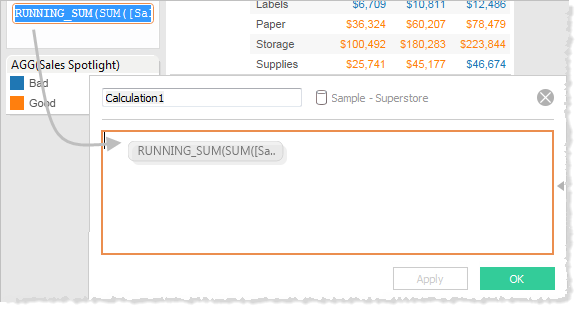 Labels $6,709 $10,811 $12,486
RUNNING_SUM(SUM([Sal
Paper $36,324 $60,207 $78,479
Storage $100,492 $180,283 $223,844
Supplies $25,741 $45,177 $46,674
AGG(Sales Spotlight)
Bad
Good
Calculation1
Sample - Superstore
RUNNING_SUM(SUM([Sa..
Apply
OK